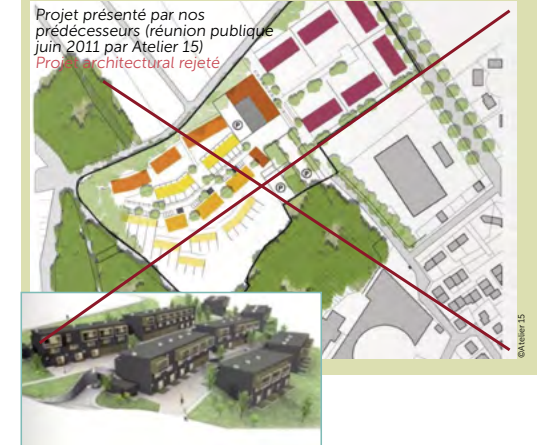 Projet présenté par nos
prédécesseurs (réunion publique
juin 2011 par Atelier 15)
Projet architectural rejeté
P
P
P
©Atelier 15